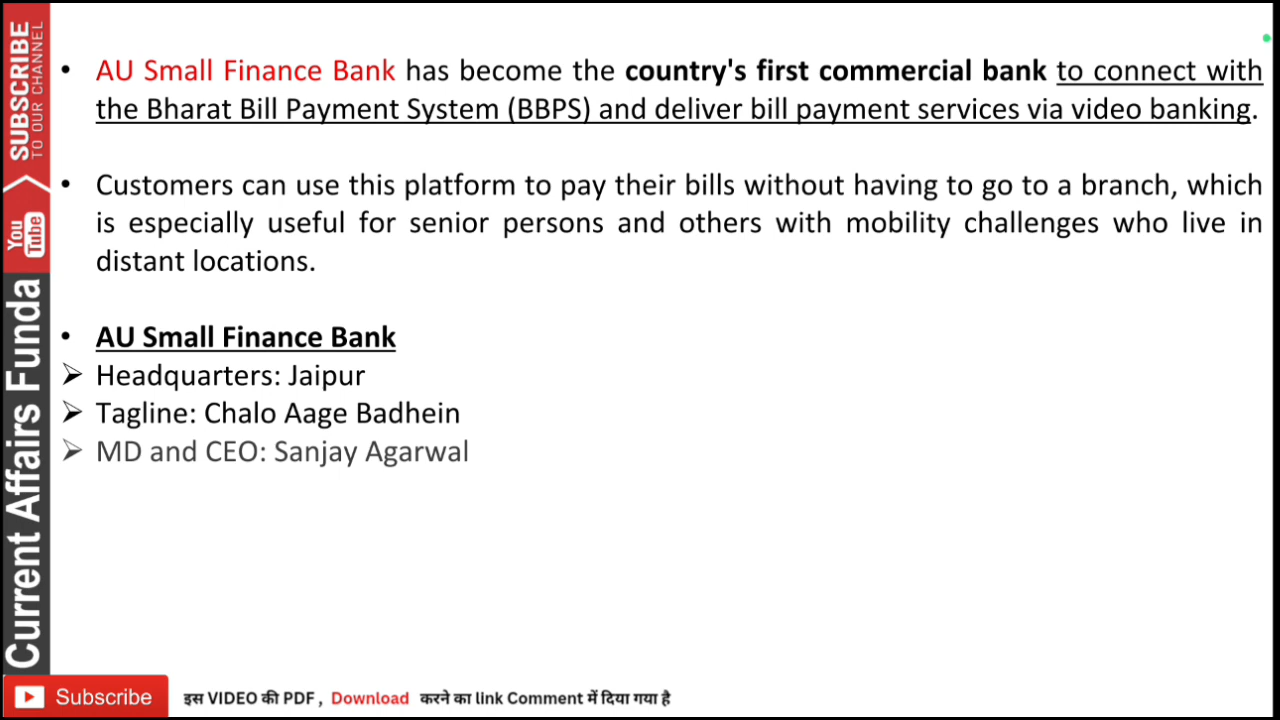 • AU Small Finance Bank has become the country's first commercial bank to connect with
the Bharat Bill Payment System (BBPS) and deliver bill payment services via video banking.
• Customers can use this platform to pay their bills without having to go to a branch, which
is especially useful for senior persons and others with mobility challenges who live in
distant locations.
• AU Small Finance Bank
➢ Headquarters: Jaipur
➢ Tagline: Chalo Aage Badhein
➢ MD and CEO: Sanjay Agarwal
SUBSCRIBE
TO OUR CHANNEL
You
Tube
Current Affairs Funda
Subscribe
इस VIDEO की PDF , Download करने का link Comment में दिया गया है